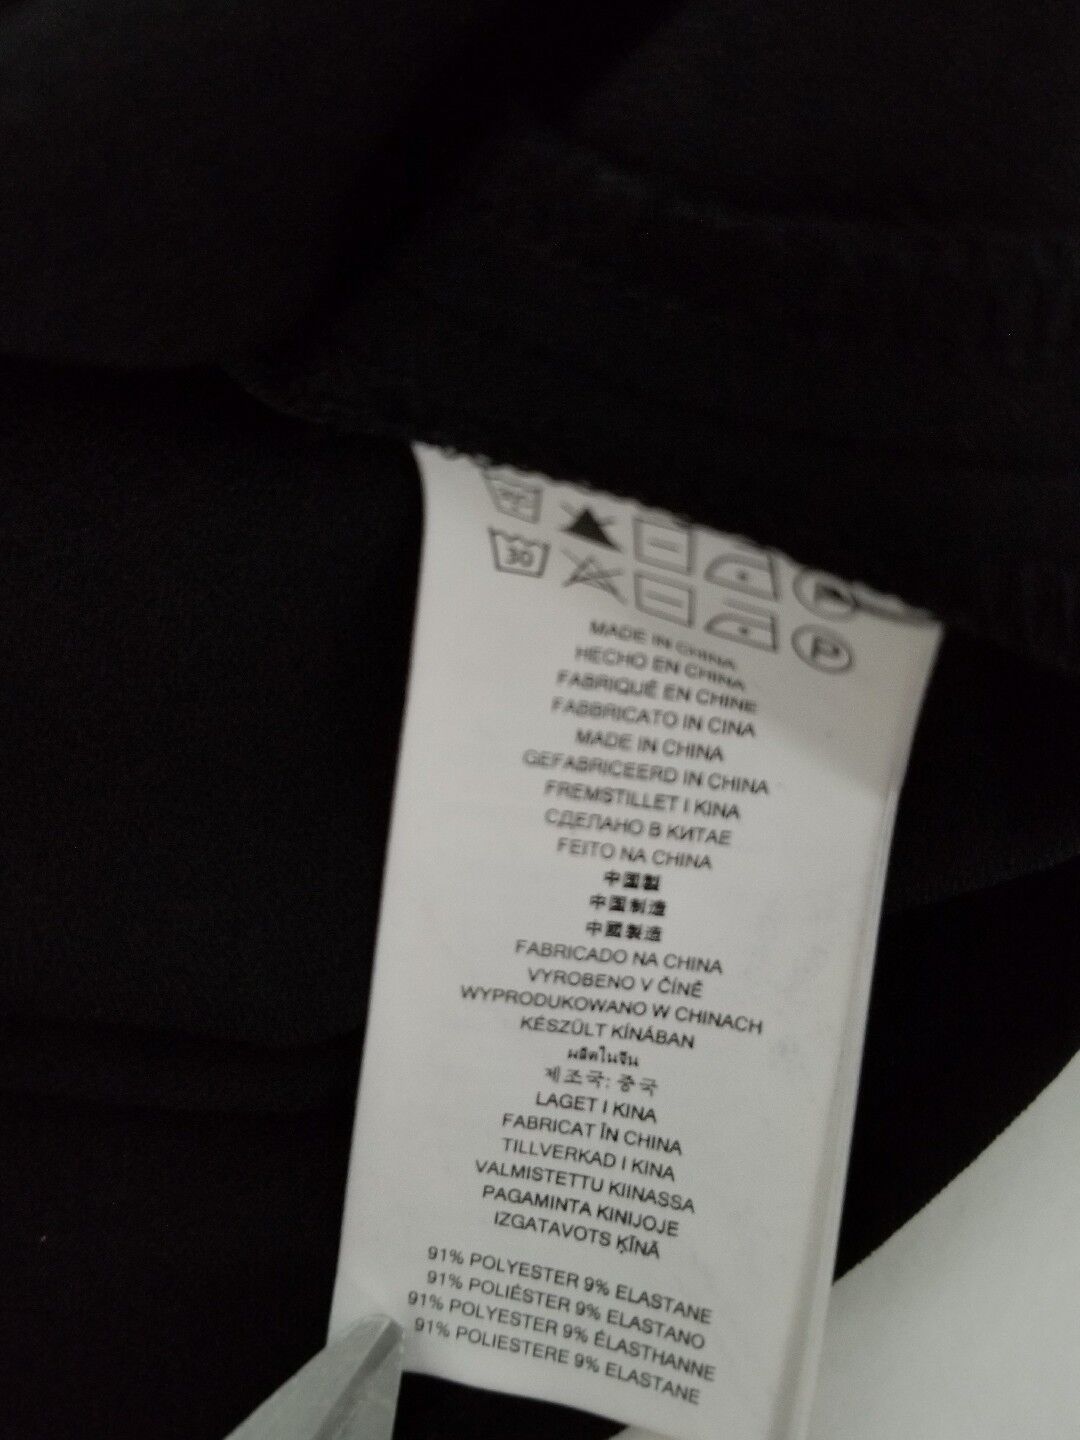 30
P
MADE IN CHINA
HECHO EN CHINA
FABRIQUÉ EN CHINE
FABBRICATO IN CINA
MADE IN CHINA
GEFABRICEERD IN CHINA
FREMSTILLET I KINA
СДЕЛАНО В КИТАЕ
FEITO NA CHINA
中国製
中国制造
中國製造
FABRICADO NA CHINA
VYROBENO V ČÍNĚ
WYPRODUKOWANO W CHINACH
KÉSZÜLT KÍNÁBAN
ผลิตในจีน
제조국: 중국
LAGET I KINA
FABRICAT ÎN CHINA
TILLVERKAD I KINA
VALMISTETTU KIINASSA
PAGAMINTA KINIJOJE
IZGATAVOTS ĶĪNĀ
91% POLYESTER 9% ELASTANE
91% POLIÉSTER 9% ELASTANO
91% POLYESTER 9% ÉLASTHANNE
91% POLIESTERE 9% ELASTANE